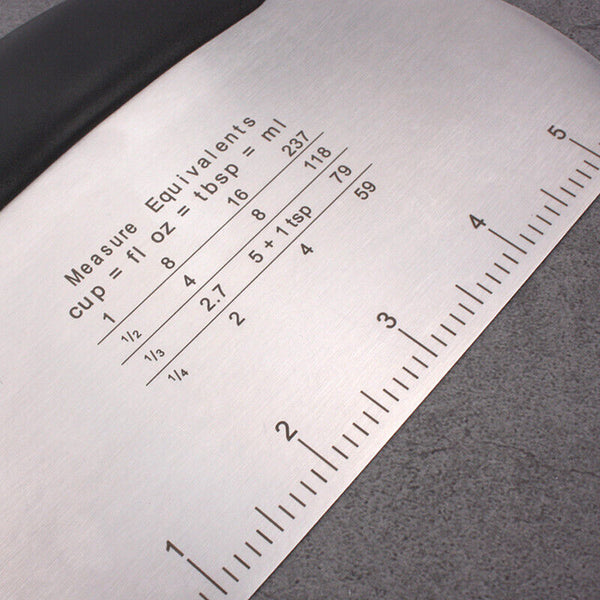 Measure Equivalents
cup = fl oz = tbsp = ml
1 8 16 237
1/2 4 8 118
1/3 2.7 5 + 1 tsp 79
1/4 2 4 59
1 2 3 4 5